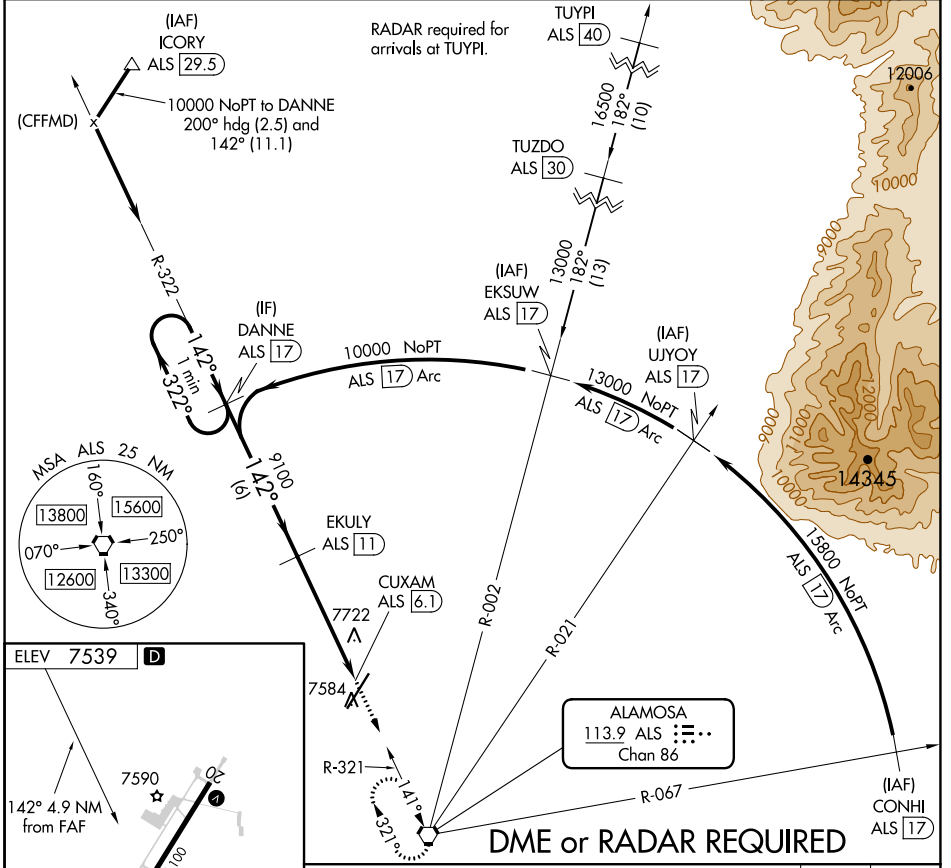 (IAF)
ICORY
ALS 29.5
(CFFMD)
x
10000 NoPT to DANNE
200° hdg (2.5) and
142° (11.1)
RADAR required for
arrivals at TUYPI.
TUYPI
ALS 40
16500
182°
(10)
TUZDO
ALS 30
13000
182°
(13)
12006
10000
9000
R-322
(IF)
DANNE
ALS 17
142°
1 min
322°
10000 NoPT
ALS 17 Arc
(IAF)
EKSUW
ALS 17
(IAF)
UJYOY
ALS 17
13000 NoPT
ALS 17 Arc
9000
11000
12000
10000
14345
15800 NoPT
ALS 17 Arc
MSA ALS 25 NM
160°
13800
15600
070°
250°
12600
13300
340°
9100
142°
(6)
EKULY
ALS 11
CUXAM
ALS 6.1
7722
7584
R-002
R-021
R-067
ALAMOSA
113.9 ALS
Chan 86
(IAF)
CONHI
ALS 17
R-321
141°
321°
DME or RADAR REQUIRED
ELEV 7539 D
142° 4.9 NM
from FAF
7590
20
100